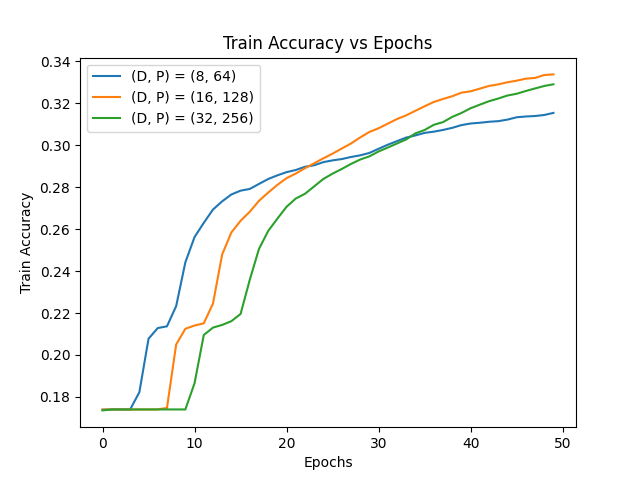 Train Accuracy vs Epochs
(D, P) = (8, 64)
(D, P) = (16, 128)
(D, P) = (32, 256)
Train Accuracy
0.34
0.32
0.30
0.28
0.26
0.24
0.22
0.20
0.18
0 10 20 30 40 50
Epochs